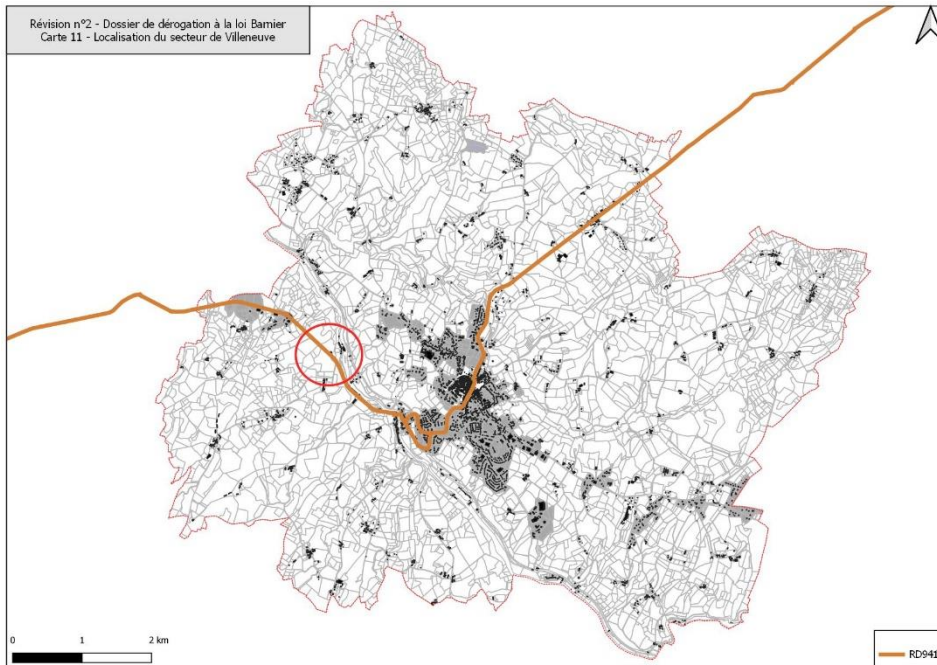 Révision n°2 - Dossier de dérogation à la loi Barnier
Carte 11 - Localisation du secteur de Villeneuve
0 1 2 km
RD941